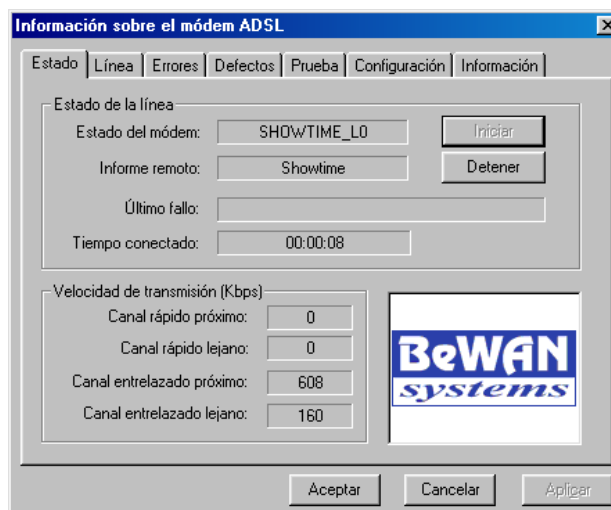 Información sobre el módem ADSL
Estado Línea Errores Defectos Prueba Configuración Información
Estado de la línea
Estado del módem: SHOWTIME_L0 Iniciar
Informe remoto: Showtime Detener
Último fallo:
Tiempo conectado: 00:00:08
Velocidad de transmisión (Kbps)
Canal rápido próximo: 0
Canal rápido lejano: 0
Canal entrelazado próximo: 608
Canal entrelazado lejano: 160
BeWAN
systems
Aceptar Cancelar Aplicar